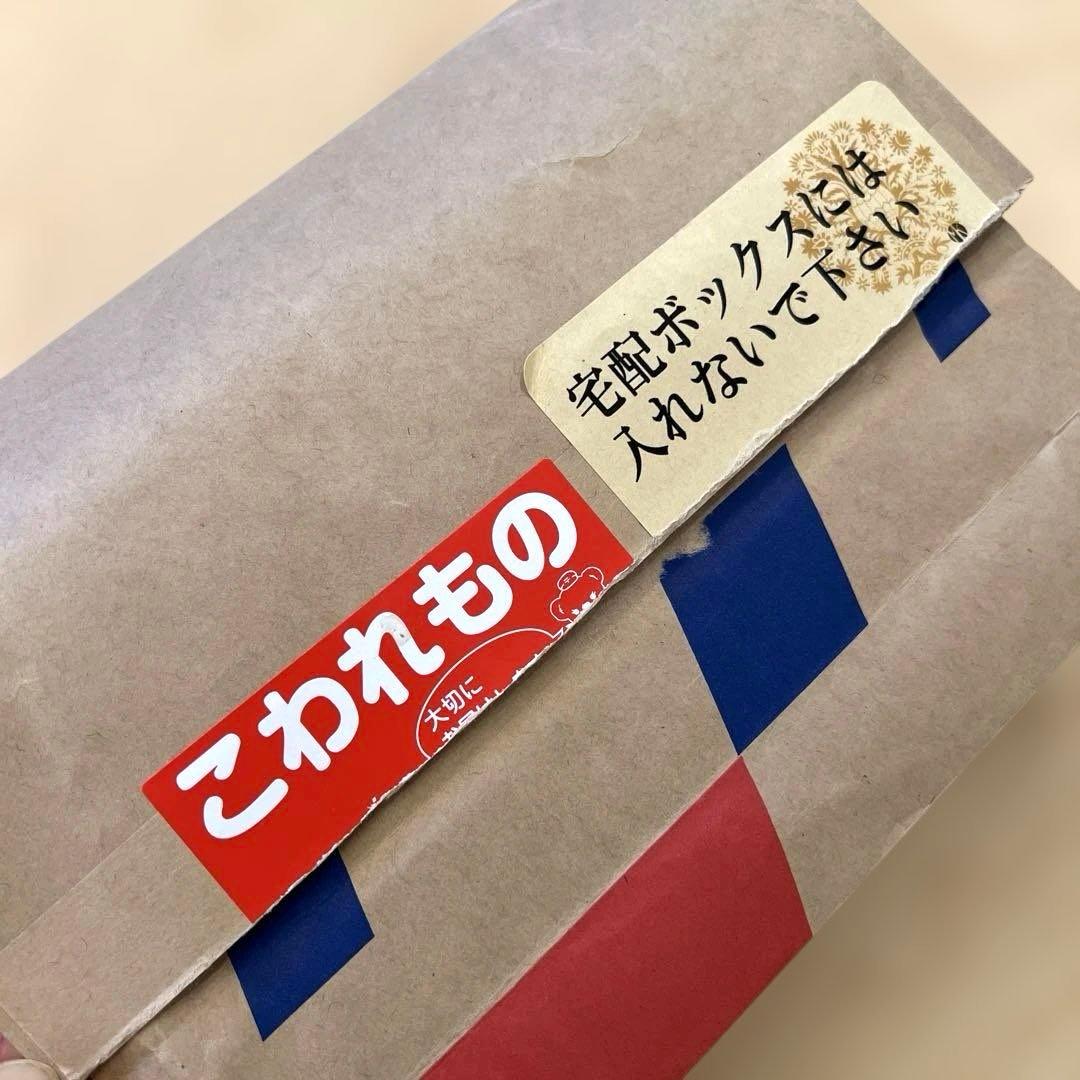 宅配ボックスには
入れないで下さい
こわれもの
大切に